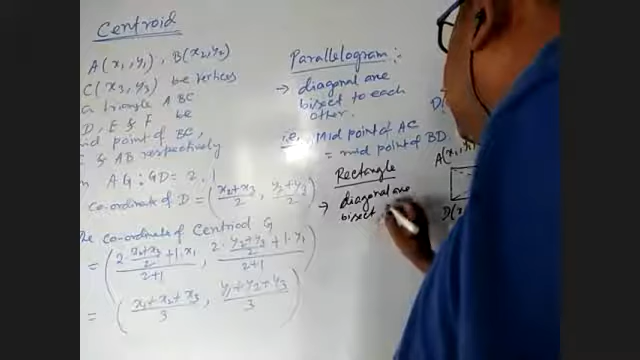 Centroid
A(x1, y1), B(x2, y2)
C(x3, y3) be vertices
a triangle ABC
D, E & F be
mid point of BC,
& AB respectively
AG : GD = 2 : 1
co-ordinate of D = (x2+x3/2, y2+y3/2)
co-ordinate of Centriod G
= (2·x2+x3/2 + 1·x1 / 2+1, 2·y2+y3/2 + 1·y1 / 2+1)
= (x1+x2+x3/3, y1+y2+y3/3)
Parallelogram :-
→ diagonal are
bisect to each
other.
i.e. Mid point of AC
= mid point of BD
Rectangle
→ diagonal are
bisect
D(
A(x1, y1)
D(x